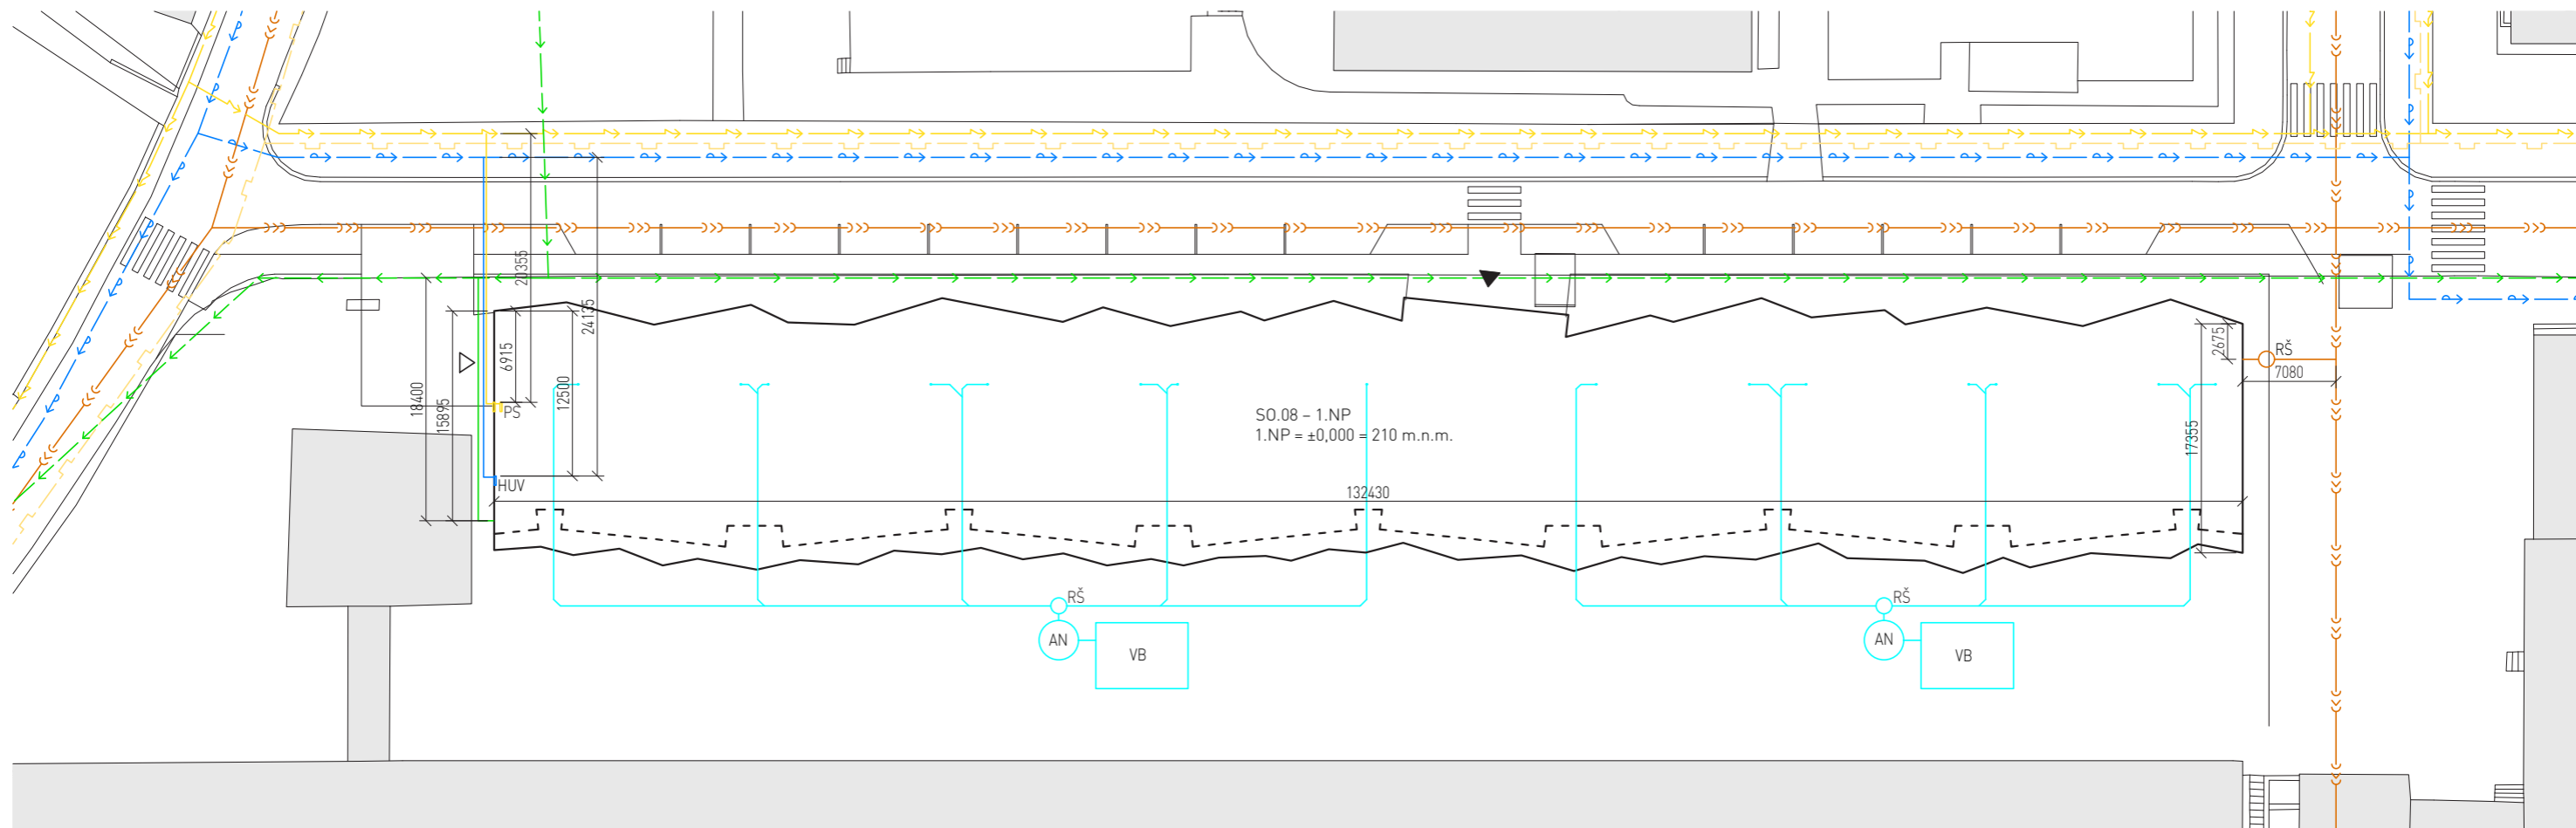 20355
24135
6915
12500
18400
15895
PS
HUV
SO.08 – 1.NP
1.NP = ±0,000 = 210 m.n.m.
132430
2675
RŠ
7080
17355
RŠ
AN
VB
RŠ
AN
VB